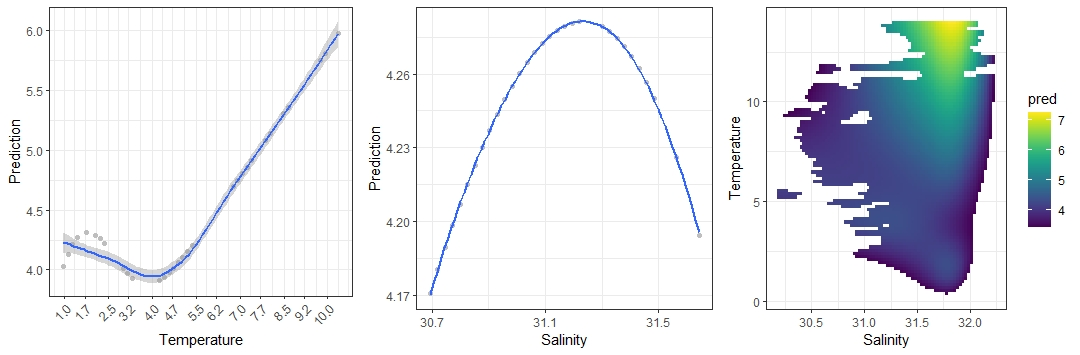 6.0
5.5
5.0
4.5
4.0
Prediction
1.0 1.7 2.5 3.2 4.0 4.7 5.5 6.2 7.0 7.7 8.5 9.2 10.0
Temperature
4.26
4.23
4.20
4.17
Prediction
30.7 31.1 31.5
Salinity
10
5
0
Temperature
30.5 31.0 31.5 32.0
Salinity
pred
7
6
5
4